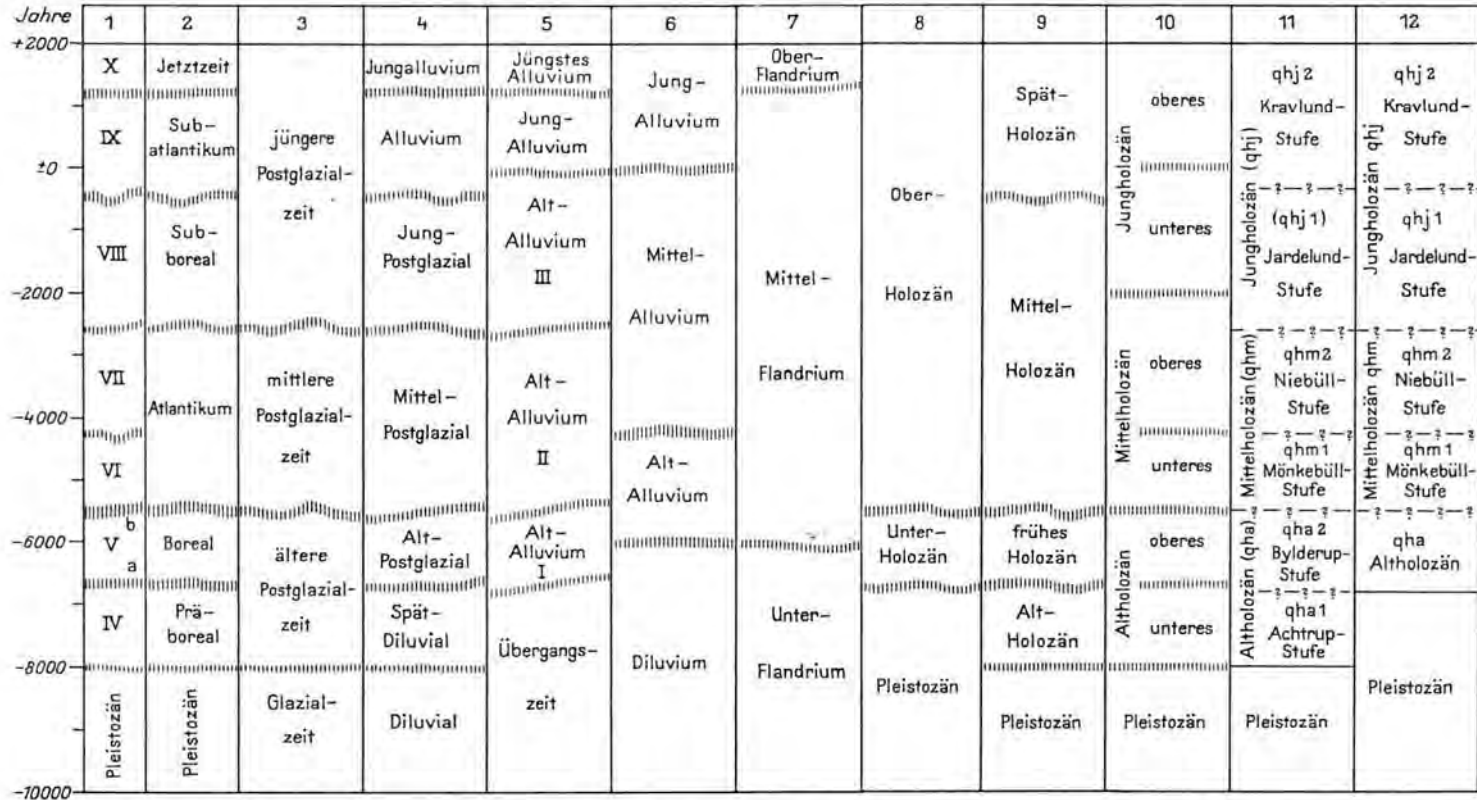 Jahre
1 2 3 4 5 6 7 8 9 10 11 12
+2000
±0
-2000
-4000
-6000
-8000
-10000
X
IX
VIII
VII
VI
b
V
a
IV
Pleistozän
Jetztzeit
Sub-
atlantikum
Sub-
boreal
Atlantikum
Boreal
Prä-
boreal
Pleistozän
jüngere
Postglazial-
zeit
mittlere
Postglazial-
zeit
ältere
Postglazial-
zeit
Glazial-
zeit
Jungalluvium
Alluvium
Jung-
Postglazial
Mittel-
Postglazial
Alt-
Postglazial
Spät-
Diluvial
Diluvial
Jüngstes
Alluvium
Jung-
Alluvium
Alt-
Alluvium
III
Alt-
Alluvium
II
Alt-
Alluvium
I
Übergangs-
zeit
Jung-
Alluvium
Mittel-
Alluvium
Alt-
Alluvium
Diluvium
Ober-
Flandrium
Mittel-
Flandrium
Unter-
Flandrium
Ober-
Holozän
Unter-
Holozän
Pleistozän
Spät-
Holozän
Mittel-
Holozän
frühes
Holozän
Alt-
Holozän
Pleistozän
Jungholozän
oberes
unteres
Mittelholozän
oberes
unteres
Altholozän
oberes
unteres
Pleistozän
Jungholozän (qhj)
qhj 2
Kravlund-
Stufe
? ? ?
(qhj 1)
Jardelund-
Stufe
? ? ?
Mittelholozän (qhm)
qhm 2
Niebüll-
Stufe
? ? ?
qhm 1
Mönkebüll-
Stufe
? ? ?
Altholozän (qha)
qha 2
Bylderup-
Stufe
? ? ?
qha 1
Achtrup-
Stufe
Pleistozän
Jungholozän qhj
qhj 2
Kravlund-
Stufe
? ? ?
qhj 1
Jardelund-
Stufe
? ? ?
Mittelholozän qhm
qhm 2
Niebüll-
Stufe
? ? ?
qhm 1
Mönkebüll-
Stufe
? ? ?
qha
Altholozän
Pleistozän